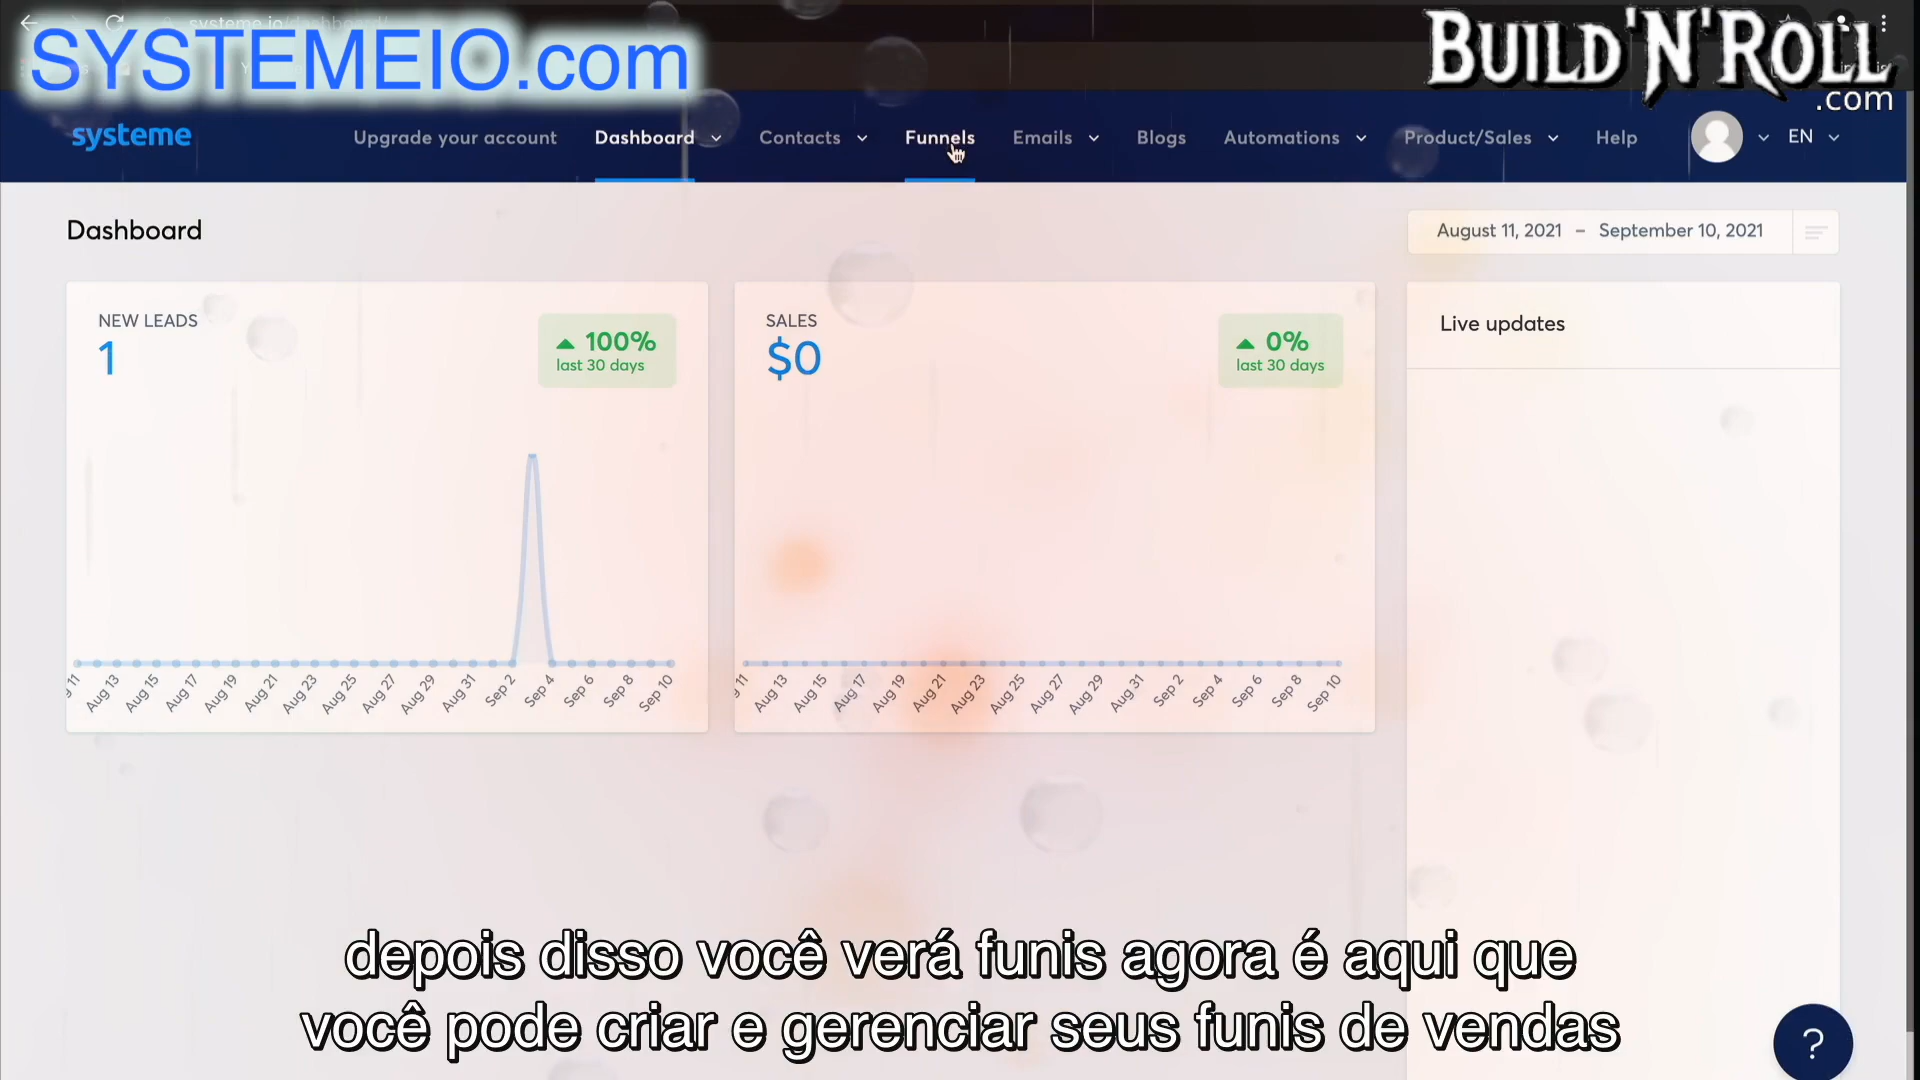 systeme.io/dashboard/
SYSTEMEIO.com
BUILD'N'ROLL
.com
systeme
Upgrade your account
Dashboard
Contacts
Funnels
Emails
Blogs
Automations
Product/Sales
Help
EN
Dashboard
August 11, 2021 – September 10, 2021
NEW LEADS
1
100%
last 30 days
Aug 13
Aug 15
Aug 17
Aug 19
Aug 21
Aug 23
Aug 25
Aug 27
Aug 29
Aug 31
Sep 2
Sep 4
Sep 6
Sep 8
Sep 10
SALES
$0
0%
last 30 days
Aug 13
Aug 15
Aug 17
Aug 19
Aug 21
Aug 23
Aug 25
Aug 27
Aug 29
Aug 31
Sep 2
Sep 4
Sep 6
Sep 8
Sep 10
Live updates
depois disso você verá funis agora é aqui que
você pode criar e gerenciar seus funis de vendas
?